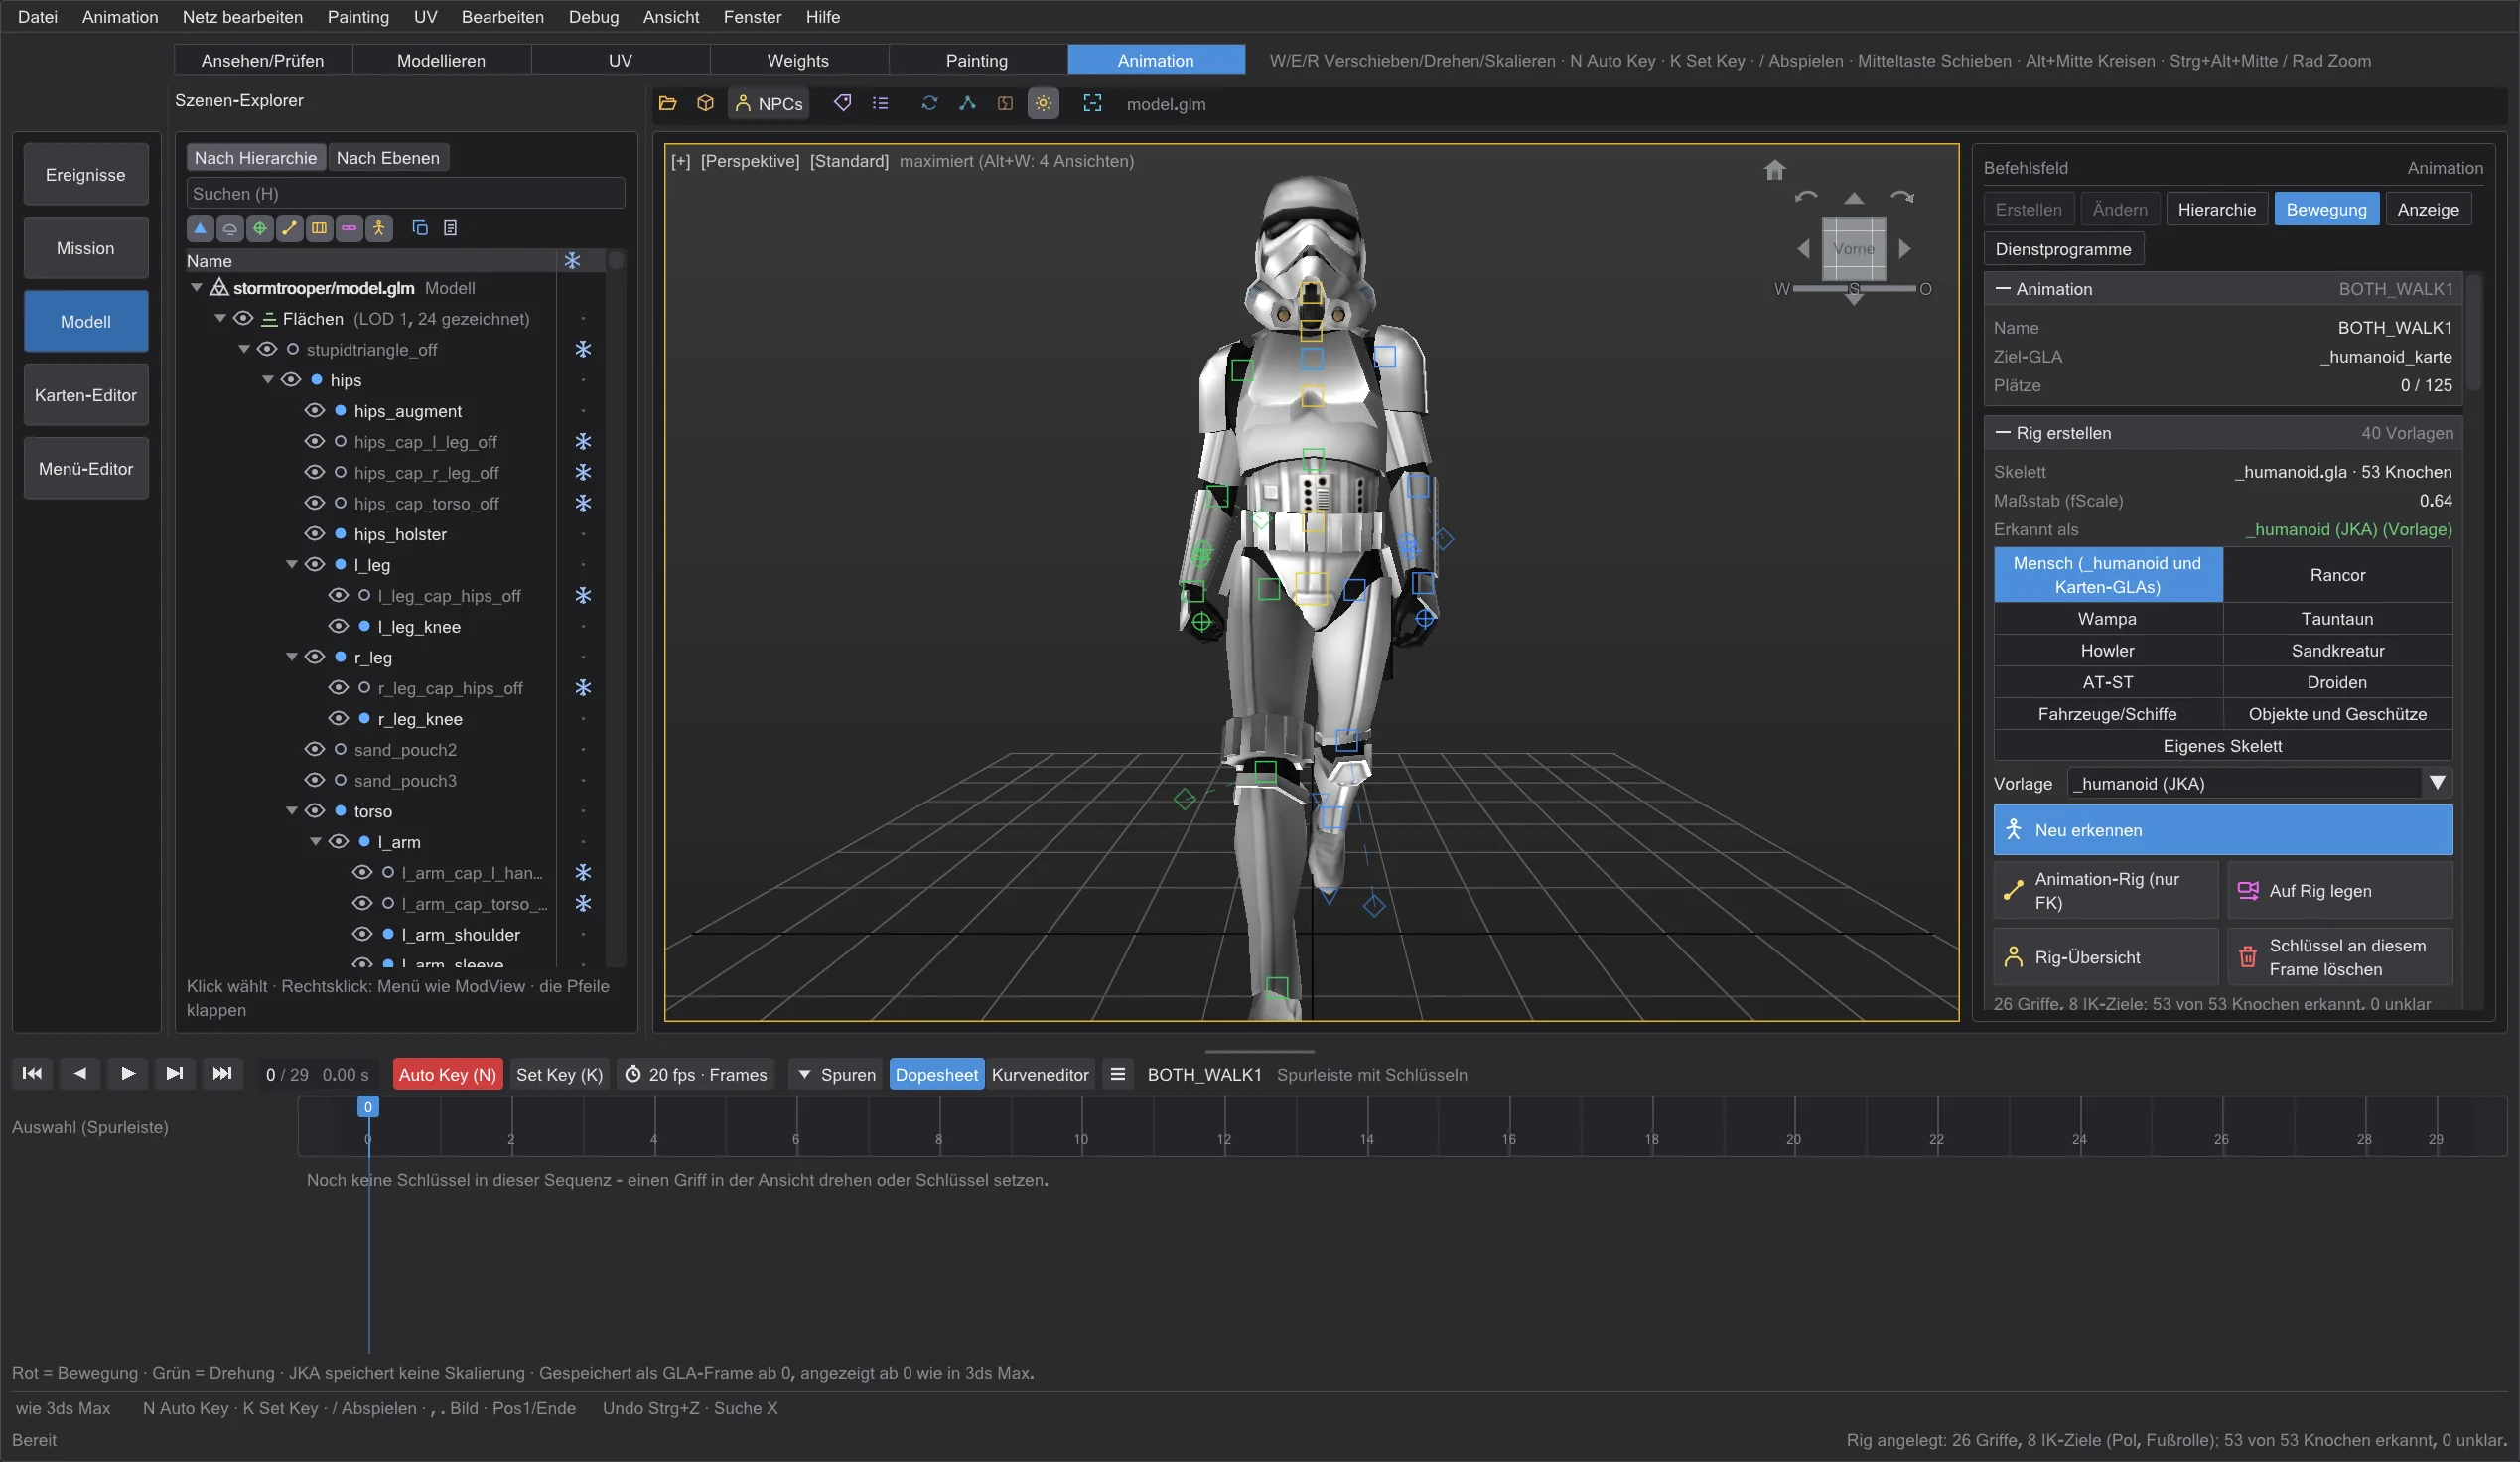 Datei Animation Netz bearbeiten Painting UV Bearbeiten Debug Ansicht Fenster Hilfe
Ansehen/Prüfen Modellieren UV Weights Painting Animation W/E/R Verschieben/Drehen/Skalieren · N Auto Key · K Set Key · / Abspielen · Mitteltaste Schieben · Alt+Mitte Kreisen · Strg+Alt+Mitte / Rad Zoom
Szenen-Explorer
NPCs model.glm
Ereignisse
Mission
Modell
Karten-Editor
Menü-Editor
Nach Hierarchie Nach Ebenen
Suchen (H)
Name
stormtrooper/model.glm Modell
Flächen (LOD 1, 24 gezeichnet)
stupidtriangle_off
hips
hips_augment
hips_cap_l_leg_off
hips_cap_r_leg_off
hips_cap_torso_off
hips_holster
l_leg
l_leg_cap_hips_off
l_leg_knee
r_leg
r_leg_cap_hips_off
r_leg_knee
sand_pouch2
sand_pouch3
torso
l_arm
l_arm_cap_l_han...
l_arm_cap_torso_...
l_arm_shoulder
l_arm_sleeve
Klick wählt · Rechtsklick: Menü wie ModView · die Pfeile
klappen
[+] [Perspektive] [Standard] maximiert (Alt+W: 4 Ansichten)
Vorne
W S O
Befehlsfeld Animation
Erstellen Ändern Hierarchie Bewegung Anzeige
Dienstprogramme
Animation BOTH_WALK1
Name BOTH_WALK1
Ziel-GLA _humanoid_karte
Plätze 0 / 125
Rig erstellen 40 Vorlagen
Skelett _humanoid.gla · 53 Knochen
Maßstab (fScale) 0.64
Erkannt als _humanoid (JKA) (Vorlage)
Mensch (_humanoid und
Karten-GLAs)
Rancor
Wampa Tauntaun
Howler Sandkreatur
AT-ST Droiden
Fahrzeuge/Schiffe Objekte und Geschütze
Eigenes Skelett
Vorlage _humanoid (JKA)
Neu erkennen
Animation-Rig (nur
FK)
Auf Rig legen
Rig-Übersicht
Schlüssel an diesem
Frame löschen
26 Griffe, 8 IK-Ziele; 53 von 53 Knochen erkannt, 0 unklar
0 / 29 0.00 s Auto Key (N) Set Key (K) 20 fps · Frames Spuren Dopesheet Kurveneditor BOTH_WALK1 Spurleiste mit Schlüsseln
0
Auswahl (Spurleiste)
0 2 4 6 8 10 12 14 16 18 20 22 24 26 28 29
Noch keine Schlüssel in dieser Sequenz - einen Griff in der Ansicht drehen oder Schlüssel setzen.
Rot = Bewegung · Grün = Drehung · JKA speichert keine Skalierung · Gespeichert als GLA-Frame ab 0, angezeigt ab 0 wie in 3ds Max.
wie 3ds Max N Auto Key · K Set Key · / Abspielen · , . Bild · Pos1/Ende Undo Strg+Z · Suche X
Bereit Rig angelegt: 26 Griffe, 8 IK-Ziele (Pol, Fußrolle); 53 von 53 Knochen erkannt, 0 unklar.